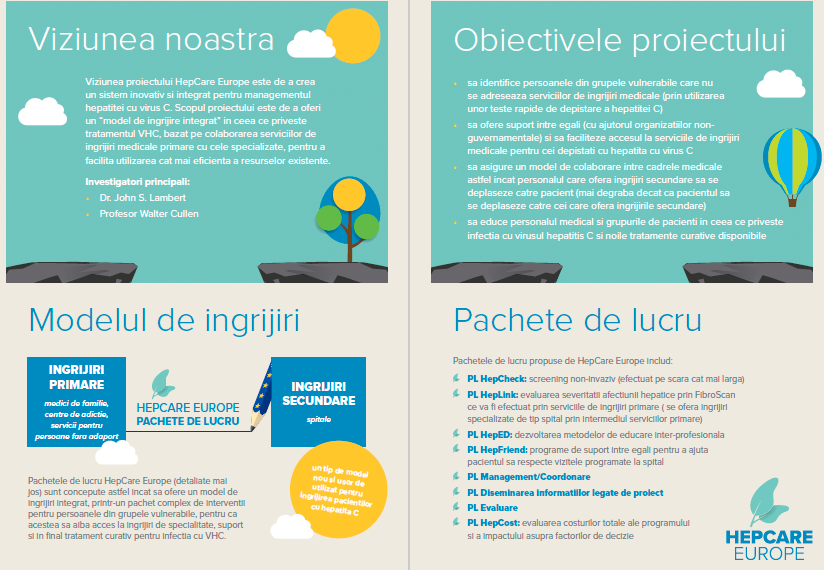 Viziunea noastra
Viziunea proiectului HepCare Europe este de a crea
un sistem inovativ si integrat pentru managementul
hepatitei cu virus C. Scopul proiectului este de a oferi
un "model de ingrijire integrat" in ceea ce priveste
tratamentul VHC, bazat pe colaborarea serviciilor de
ingrijiri medicale primare cu cele specializate, pentru a
facilita utilizarea cat mai eficienta a resurselor existente.
Investigatori principali:
• Dr. John S. Lambert
• Profesor Walter Cullen
Obiectivele proiectului
• sa identifice persoanele din grupele vulnerabile care nu
se adreseaza serviciilor de ingrijiri medicale (prin utilizarea
unor teste rapide de depistare a hepatitei C)
• sa ofere suport intre egali (cu ajutorul organizatiilor non-
guvernamentale) si sa faciliteze accesul la serviciile de ingrijiri
medicale pentru cei depistati cu hepatita cu virus C
• sa asigure un model de colaborare intre cadrele medicale
astfel incat personalul care ofera ingrijiri secundare sa se
deplaseze catre pacient (mai degraba decat ca pacientul sa
se deplaseze catre cei care ofera ingrijirile secundare)
• sa educe personalul medical si grupurile de pacienti in ceea ce priveste
infectia cu virusul hepatitis C si noile tratamente curative disponibile
Modelul de ingrijiri
INGRIJIRI
PRIMARE
medici de familie,
centre de adictie,
servicii pentru
persoane fara adapost
HEPCARE EUROPE
PACHETE DE LUCRU
INGRIJIRI
SECUNDARE
spitale
un tip de model
nou si usor de
utilizat pentru
ingrijirea pacientilor
cu hepatita C
Pachetele de lucru HepCare Europe (detaliate mai
jos) sunt concepute astfel incat sa ofere un model de
ingrijiri integrat, printr-un pachet complex de interventii
pentru persoanele din grupele vulnerabile, pentru ca
acestea sa aiba acces la ingrijiri de specialitate, suport
si in final tratament curativ pentru infectia cu VHC.
Pachete de lucru
Pachetele de lucru propuse de HepCare Europe includ:
PL HepCheck: screening non-invaziv (efectuat pe scara cat mai larga)
PL HepLink: evaluarea severitatii afectiunii hepatice prin FibroScan
ce va fi efectuat prin serviciile de ingrijiri primare ( se ofera ingrijiri
specializate de tip spital prin intermediul serviciilor primare)
PL HepED: dezvoltarea metodelor de educare inter-profesionala
PL HepFriend: programe de suport intre egali pentru a ajuta
pacientul sa respecte vizitele programate la spital
PL Management/Coordonare
PL Diseminarea informatiilor legate de proiect
PL Evaluare
PL HepCost: evaluarea costurilor totale ale programului
si a impactului asupra factorilor de decizie
HEPCARE
EUROPE